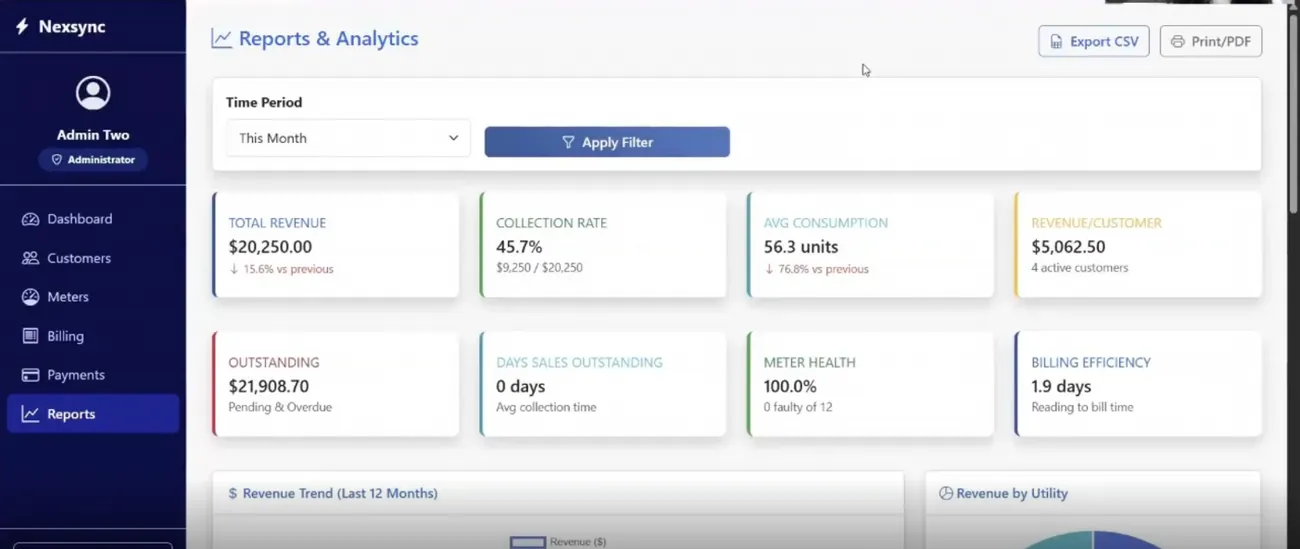 Nexsync
Reports & Analytics
Export CSV
Print/PDF
Time Period
This Month
Apply Filter
Admin Two
Administrator
Dashboard
Customers
Meters
Billing
Payments
Reports
TOTAL REVENUE
$20,250.00
↓ 15.6% vs previous
COLLECTION RATE
45.7%
$9,250 / $20,250
AVG CONSUMPTION
56.3 units
↓ 76.8% vs previous
REVENUE/CUSTOMER
$5,062.50
4 active customers
OUTSTANDING
$21,908.70
Pending & Overdue
DAYS SALES OUTSTANDING
0 days
Avg collection time
METER HEALTH
100.0%
0 faulty of 12
BILLING EFFICIENCY
1.9 days
Reading to bill time
$ Revenue Trend (Last 12 Months)
Revenue ($)
Revenue by Utility